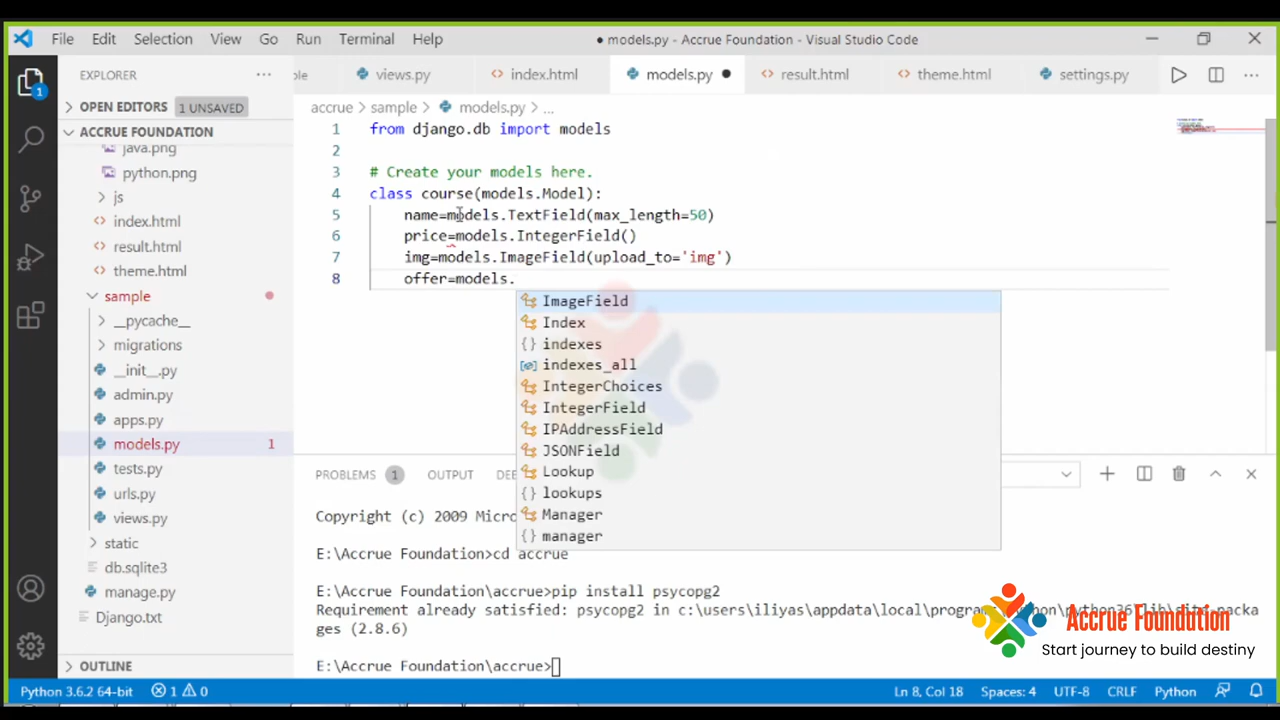 File Edit Selection View Go Run Terminal Help ● models.py - Accrue Foundation - Visual Studio Code
EXPLORER ··· views.py index.html models.py ● result.html theme.html settings.py ···
OPEN EDITORS 1 UNSAVED
accrue > sample > models.py > ...
ACCRUE FOUNDATION
java.png
python.png
js
index.html
result.html
theme.html
sample
__pycache__
migrations
__init__.py
admin.py
apps.py
models.py 1
tests.py
urls.py
views.py
static
db.sqlite3
manage.py
Django.txt
OUTLINE
1 from django.db import models
2
3 # Create your models here.
4 class course(models.Model):
5 name=models.TextField(max_length=50)
6 price=models.IntegerField()
7 img=models.ImageField(upload_to='img')
8 offer=models.
ImageField
Index
indexes
indexes_all
IntegerChoices
IntegerField
IPAddressField
JSONField
Lookup
lookups
Manager
manager
PROBLEMS 1 OUTPUT
Copyright (c) 2009
E:\Accrue Foundation>cd accrue
E:\Accrue Foundation\accrue>pip install psycopg2
Requirement already satisfied: psycopg2 in c:\users\iliyas\appdata\local\
ges (2.8.6)
E:\Accrue Foundation\accrue>
Accrue Foundation
Start journey to build destiny
Python 3.6.2 64-bit 1 0 Ln 8, Col 18 Spaces: 4 UTF-8 CRLF Python